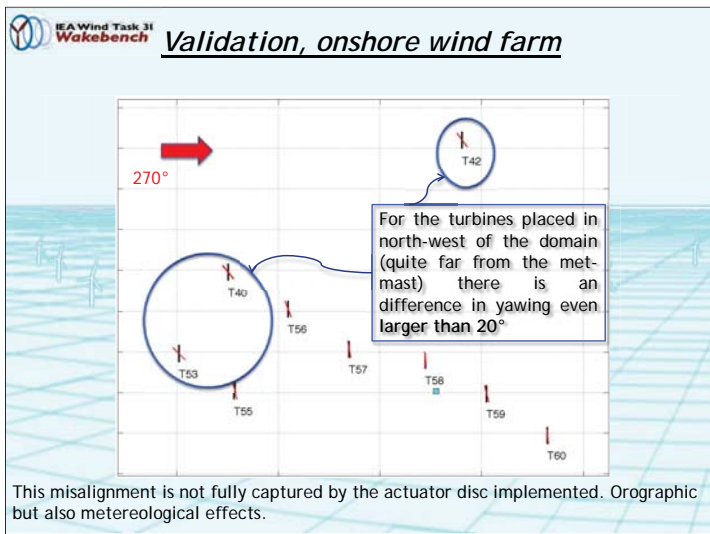 IEA Wind Task 31
Wakebench
Validation, onshore wind farm
270°
T42
For the turbines placed in
north-west of the domain
(quite far from the met-
mast) there is an
difference in yawing even
larger than 20°
T40
T56
T57
T53
T58
T55
T59
T60
This misalignment is not fully captured by the actuator disc implemented. Orographic
but also metereological effects.